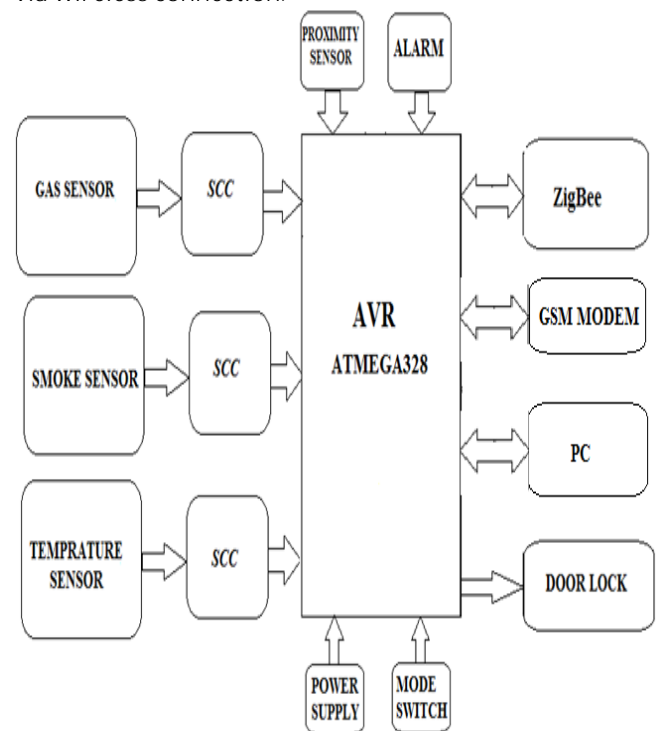 via wireless connection.
PROXIMITY
SENSOR
ALARM
GAS SENSOR
SCC
ZigBee
AVR
ATMEGA328
GSM MODEM
SMOKE SENSOR
SCC
PC
TEMPRATURE
SENSOR
SCC
DOOR LOCK
POWER
SUPPLY
MODE
SWITCH